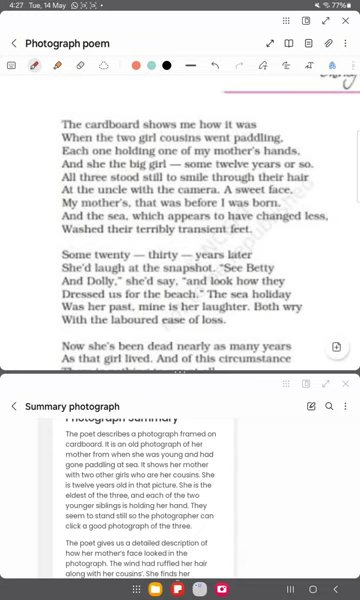 4:27 Tue, 14 May
77%
Photograph poem
The cardboard shows me how it was
When the two girl cousins went paddling,
Each one holding one of my mother's hands,
And she the big girl — some twelve years or so.
All three stood still to smile through their hair
At the uncle with the camera. A sweet face,
My mother's, that was before I was born.
And the sea, which appears to have changed less,
Washed their terribly transient feet.
Some twenty — thirty — years later
She'd laugh at the snapshot. "See Betty
And Dolly," she'd say, "and look how they
Dressed us for the beach." The sea holiday
Was her past, mine is her laughter. Both wry
With the laboured ease of loss.
Now she's been dead nearly as many years
As that girl lived. And of this circumstance
Summary photograph
Photograph Summary
The poet describes a photograph framed on
cardboard. It is an old photograph of her
mother from when she was young and had
gone paddling at sea. It shows her mother
with two other girls who are her cousins. She
is twelve years old in that picture. She is the
eldest of the three, and each of the two
younger siblings is holding her hand. They
seem to stand still so the photographer can
click a good photograph of the three.
The poet gives us a detailed description of
how her mother's face looked in the
photograph. The wind had ruffled her hair
along with her cousins'. She finds her